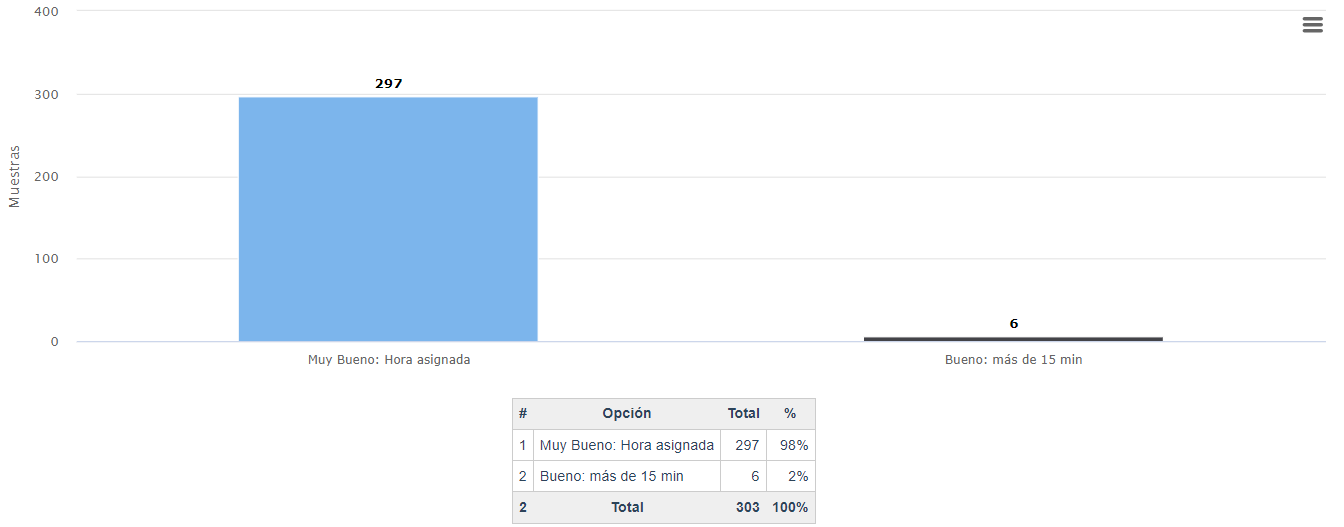 400
300
200
100
0
Muestras
297
6
Muy Bueno: Hora asignada
Bueno: más de 15 min
# Opción Total %
1 Muy Bueno: Hora asignada 297 98%
2 Bueno: más de 15 min 6 2%
2 Total 303 100%